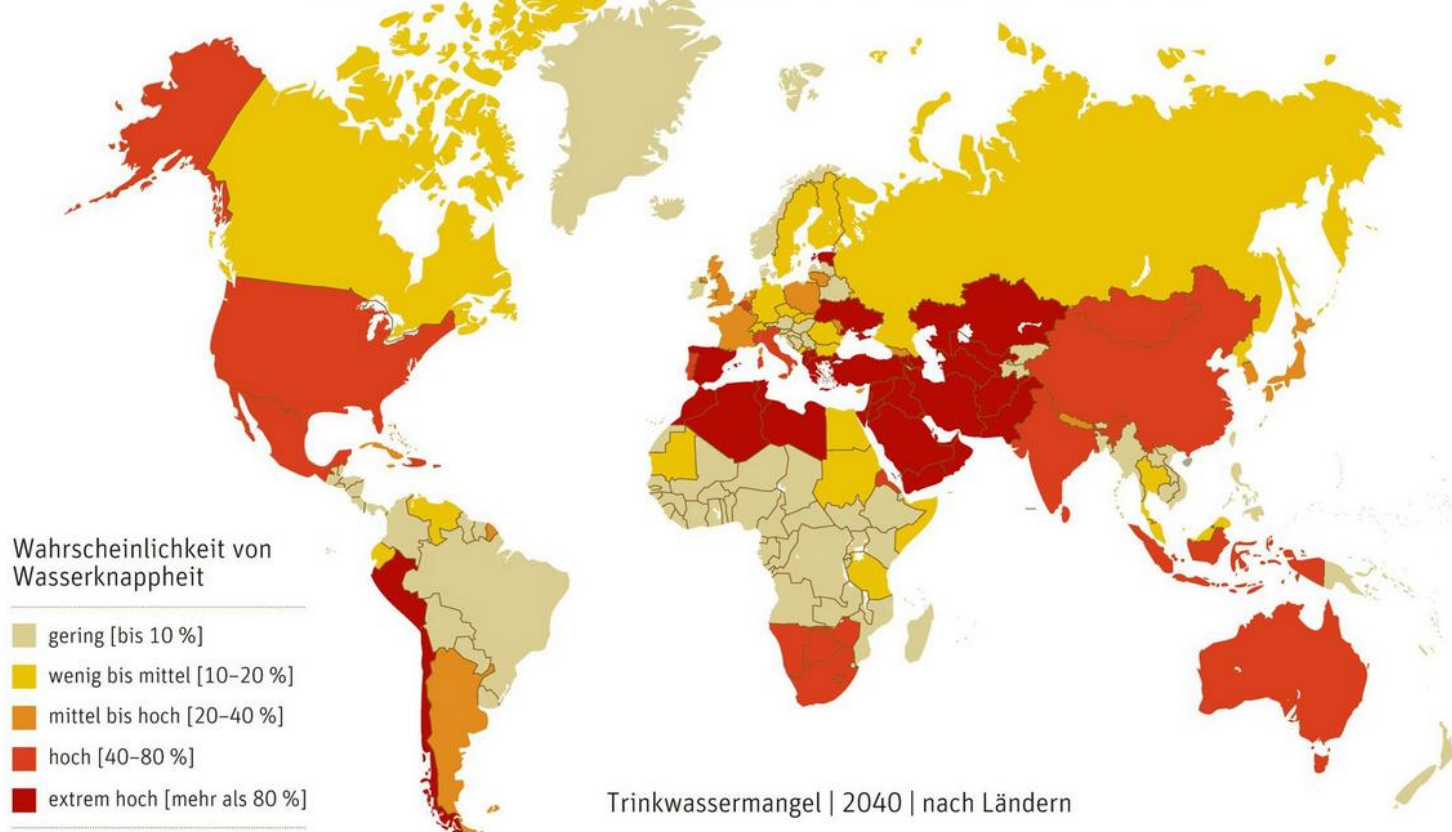 Wahrscheinlichkeit von
Wasserknappheit
gering [bis 10 %]
wenig bis mittel [10–20 %]
mittel bis hoch [20–40 %]
hoch [40–80 %]
extrem hoch [mehr als 80 %]
Trinkwassermangel | 2040 | nach Ländern